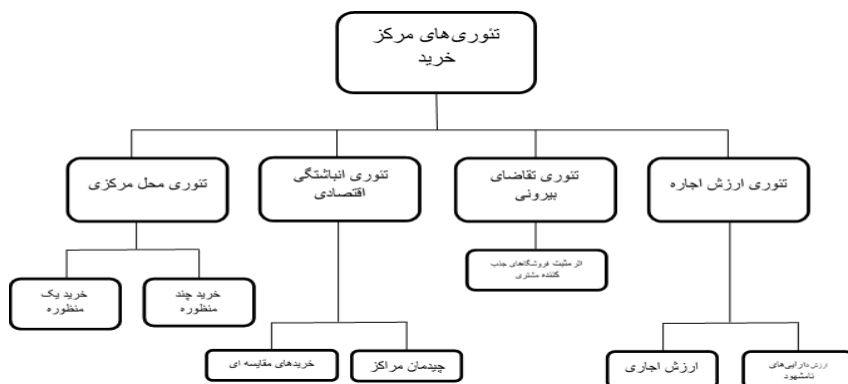 تئوری‌های مرکز
خرید
تئوری ارزش اجاره
تئوری تقاضای
بیرونی
تئوری انباشتگی
اقتصادی
تئوری محل مرکزی
اثر مثبت فروشگاههای جذب
کننده مشتری
خرید چند
منظوره
خرید یک
منظوره
ارزش دارایی‌های
نامشهود
ارزش اجاری
چیدمان مراکز
خریدهای مقایسه ای